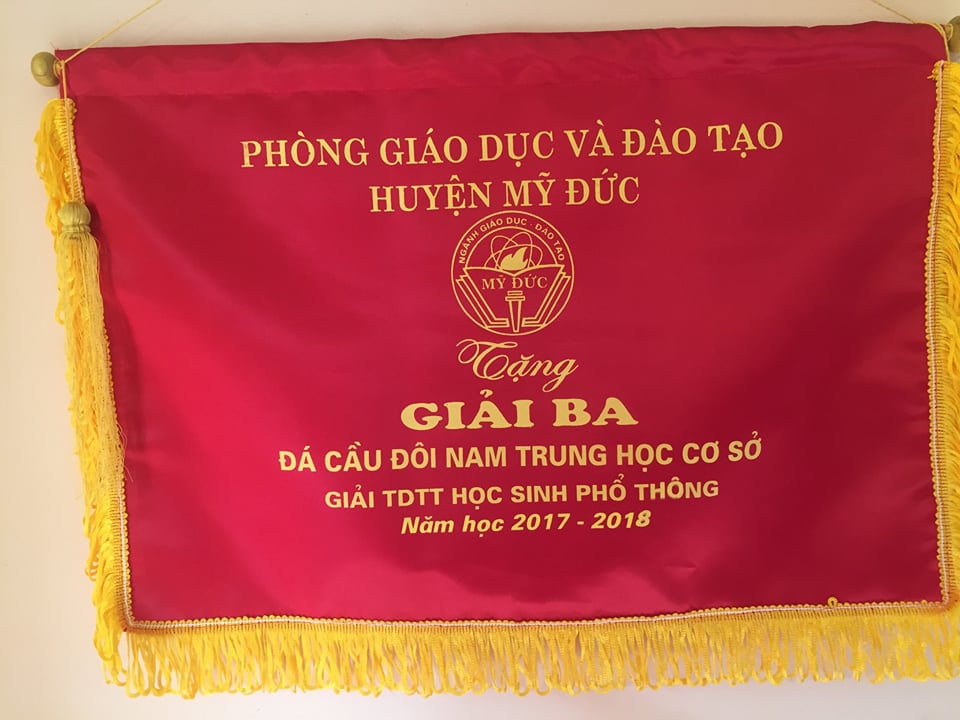 PHÒNG GIÁO DỤC VÀ ĐÀO TẠO
HUYỆN MỸ ĐỨC
NGÀNH GIÁO DỤC - ĐÀO TẠO
MỸ ĐỨC
Tặng
GIẢI BA
ĐÁ CẦU ĐÔI NAM TRUNG HỌC CƠ SỞ
GIẢI TDTT HỌC SINH PHỔ THÔNG
Năm học 2017 - 2018